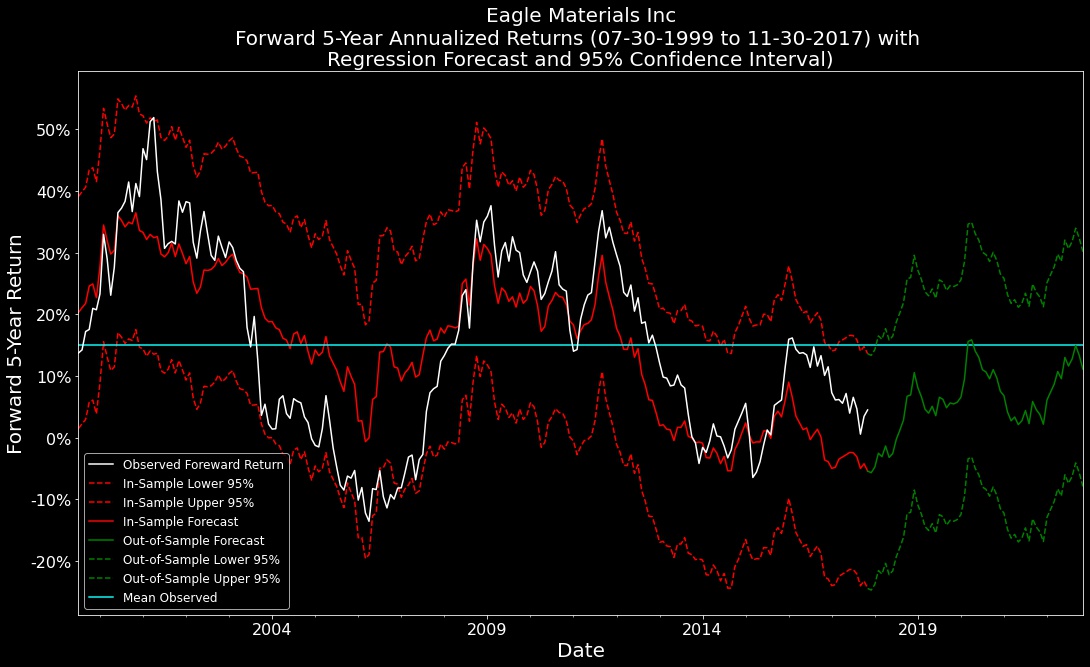 Eagle Materials Inc
Forward 5-Year Annualized Returns (07-30-1999 to 11-30-2017) with
Regression Forecast and 95% Confidence Interval)
Forward 5-Year Return
50%
40%
30%
20%
10%
0%
-10%
-20%
Observed Foreward Return
In-Sample Lower 95%
In-Sample Upper 95%
In-Sample Forecast
Out-of-Sample Forecast
Out-of-Sample Lower 95%
Out-of-Sample Upper 95%
Mean Observed
2004 2009 2014 2019
Date